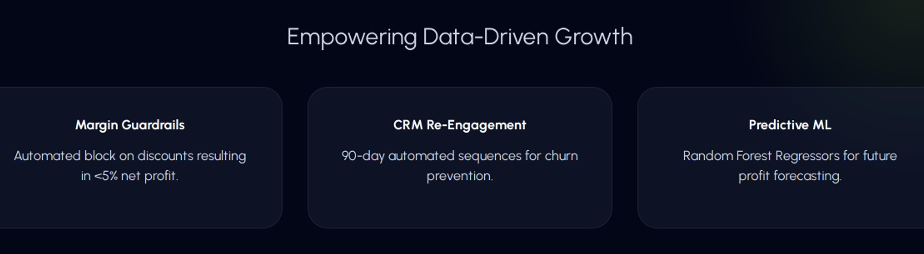 Empowering Data-Driven Growth
Margin Guardrails
Automated block on discounts resulting
in <5% net profit.
CRM Re-Engagement
90-day automated sequences for churn
prevention.
Predictive ML
Random Forest Regressors for future
profit forecasting.